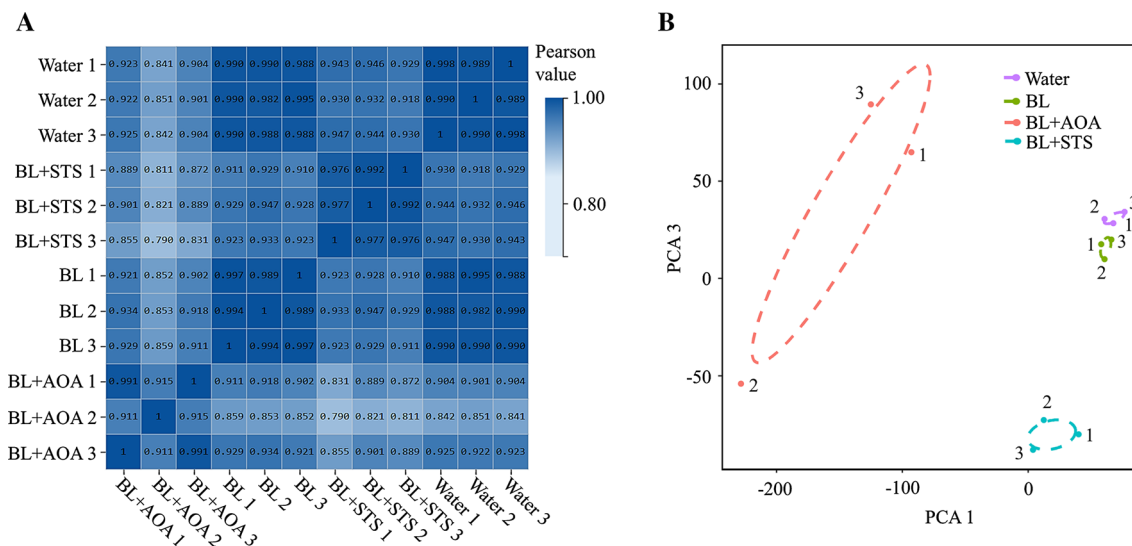 A
Water 1 0.923 0.841 0.904 0.990 0.990 0.988 0.943 0.946 0.929 0.998 0.989 1
Water 2 0.922 0.851 0.901 0.990 0.982 0.995 0.930 0.932 0.918 0.990 1 0.989
Water 3 0.925 0.842 0.904 0.990 0.988 0.988 0.947 0.944 0.930 1 0.990 0.998
BL+STS 1 0.889 0.811 0.872 0.911 0.929 0.910 0.976 0.992 1 0.930 0.918 0.929
BL+STS 2 0.901 0.821 0.889 0.929 0.947 0.928 0.977 1 0.992 0.944 0.932 0.946
BL+STS 3 0.855 0.790 0.831 0.923 0.933 0.923 1 0.977 0.976 0.947 0.930 0.943
BL 1 0.921 0.852 0.902 0.997 0.989 1 0.923 0.928 0.910 0.988 0.995 0.988
BL 2 0.934 0.853 0.918 0.994 1 0.989 0.933 0.947 0.929 0.988 0.982 0.990
BL 3 0.929 0.859 0.911 1 0.994 0.997 0.923 0.929 0.911 0.990 0.990 0.990
BL+AOA 1 0.991 0.915 1 0.911 0.918 0.902 0.831 0.889 0.872 0.904 0.901 0.904
BL+AOA 2 0.911 1 0.915 0.859 0.853 0.852 0.790 0.821 0.811 0.842 0.851 0.841
BL+AOA 3 1 0.911 0.991 0.929 0.934 0.921 0.855 0.901 0.889 0.925 0.922 0.923
BL+AOA 1 BL+AOA 2 BL+AOA 3 BL 1 BL 2 BL 3 BL+STS 1 BL+STS 2 BL+STS 3 Water 1 Water 2 Water 3
Pearson
value
1.00
0.80
B
PCA 3
100
50
0
-50
-200 -100 0
PCA 1
Water
BL
BL+AOA
BL+STS
3
1
2
2 3
1
1 3
2
2
1
3